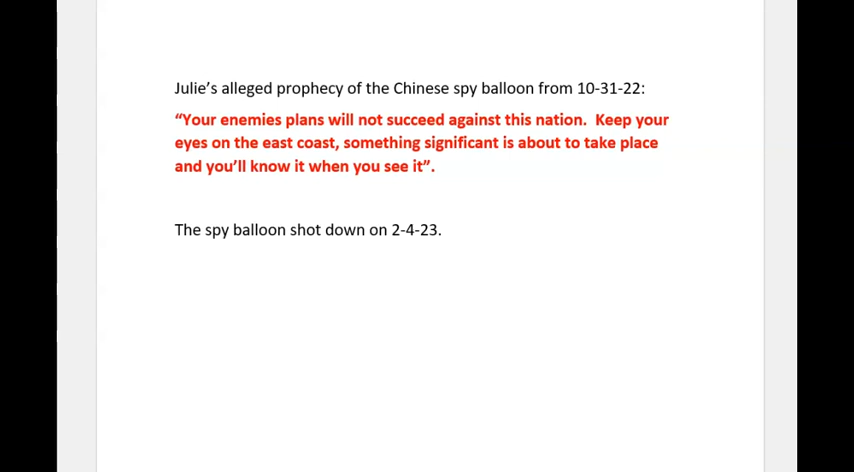 Julie’s alleged prophecy of the Chinese spy balloon from 10-31-22:
“Your enemies plans will not succeed against this nation.  Keep your
eyes on the east coast, something significant is about to take place
and you’ll know it when you see it”.
The spy balloon shot down on 2-4-23.